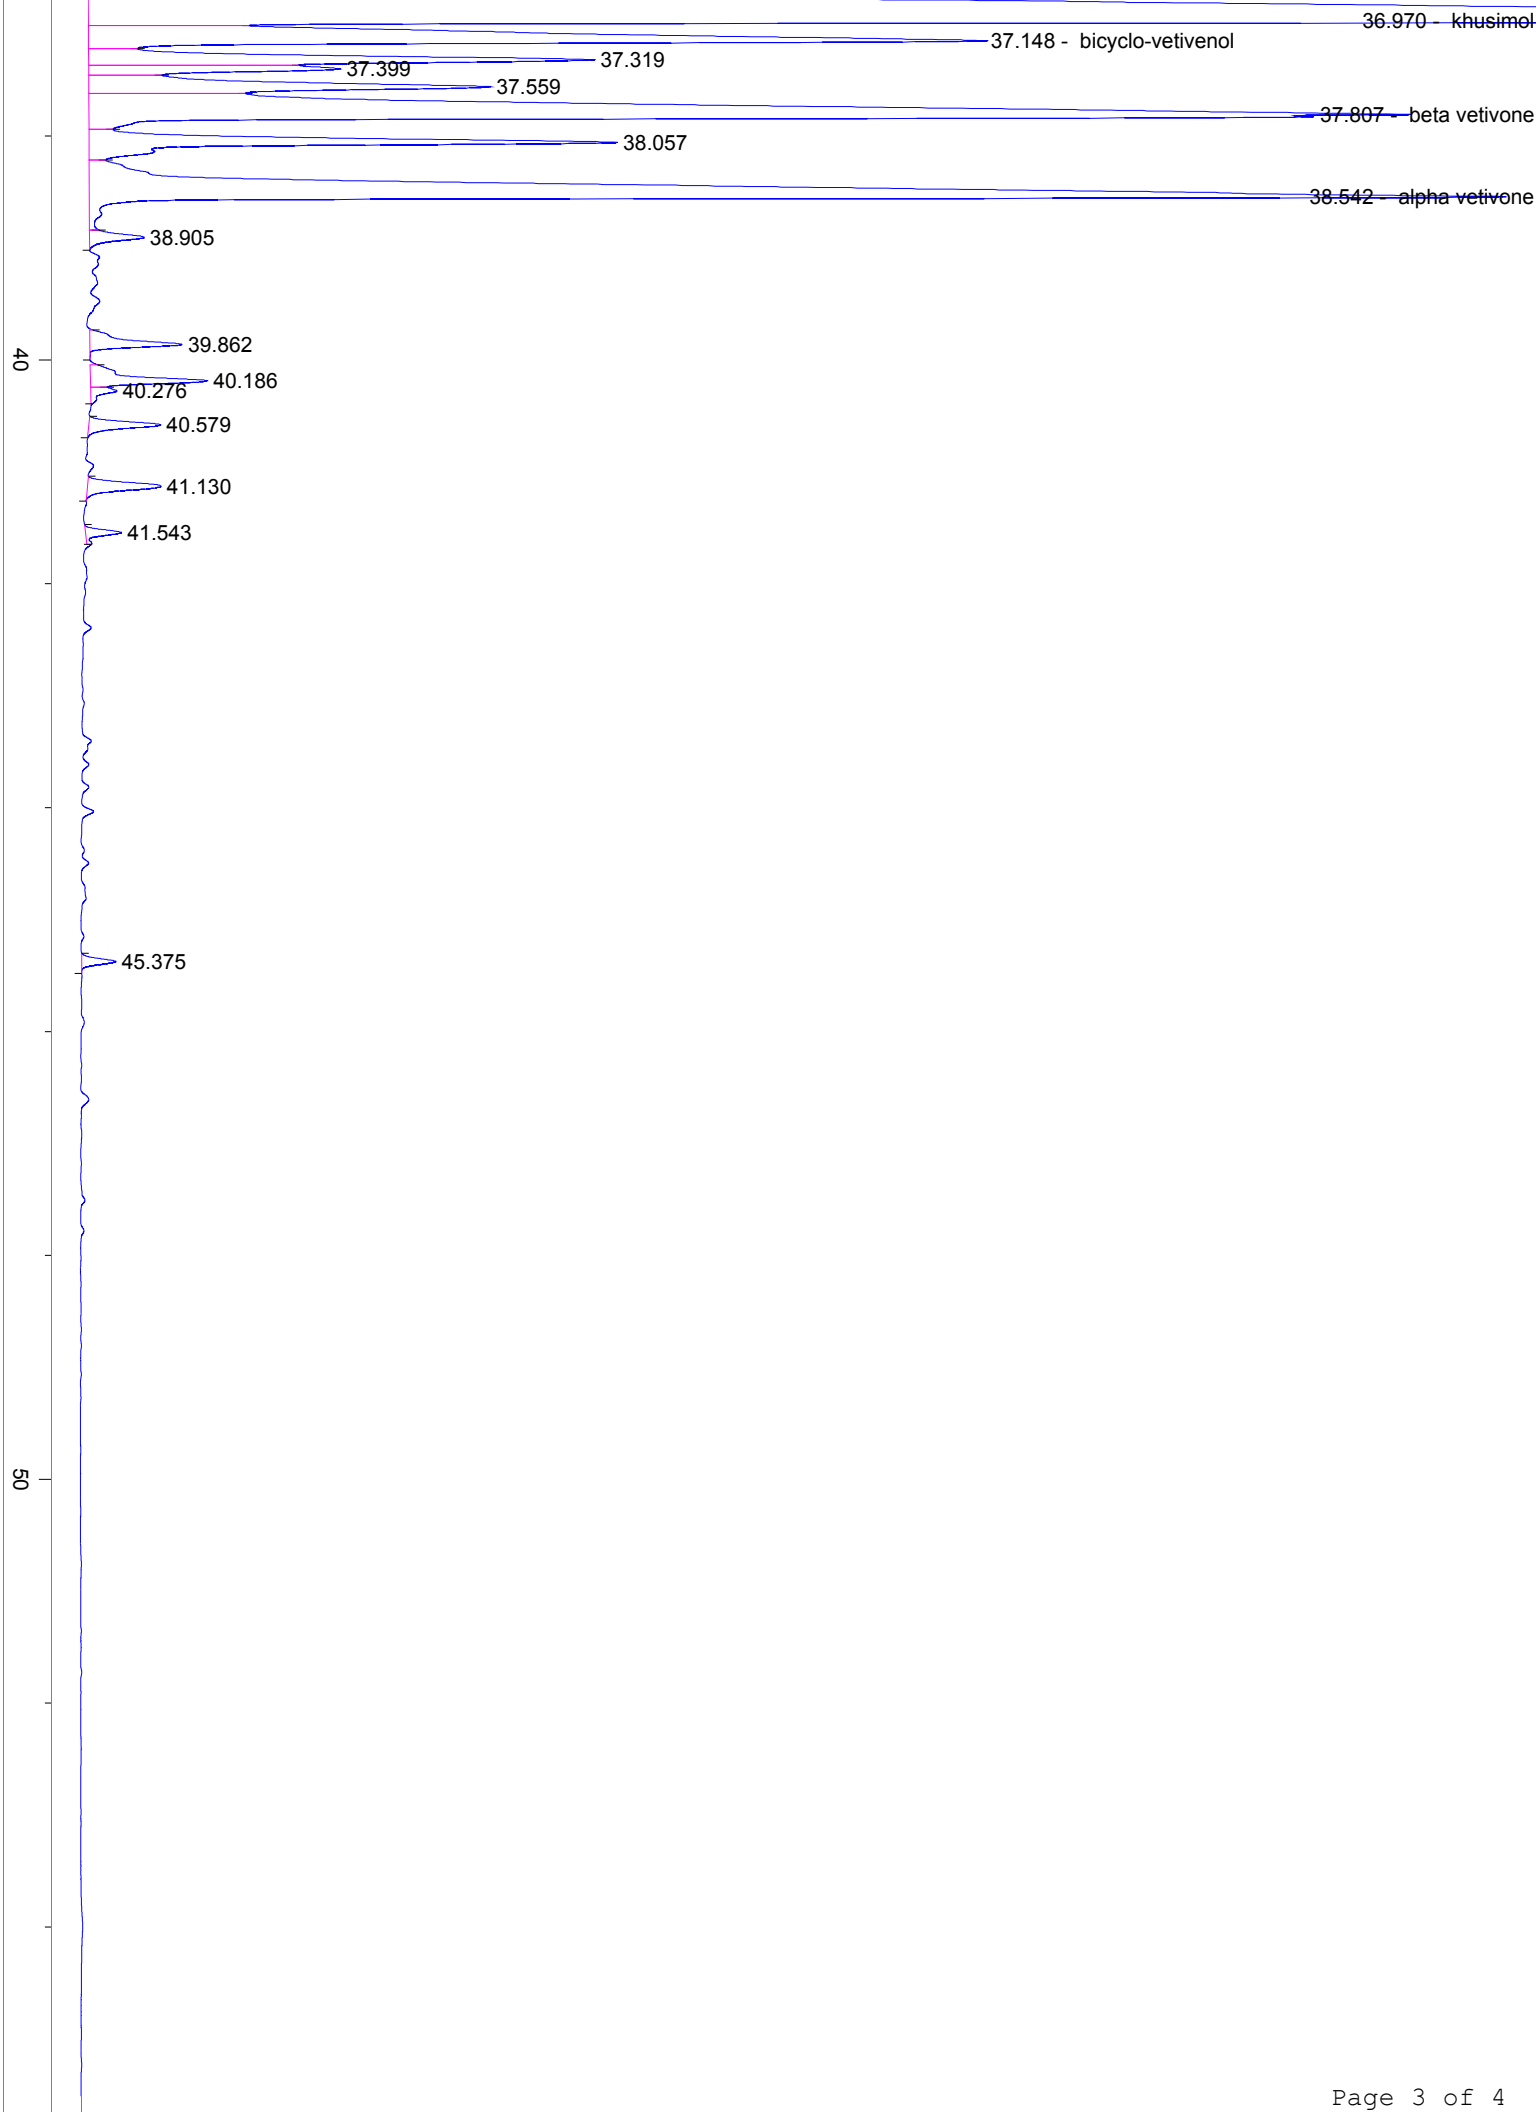 36.970 - khusimol
37.148 - bicyclo-vetivenol
37.319
37.399
37.559
37.807 - beta vetivone
38.057
38.542 - alpha vetivone
38.905
39.862
40
40.186
40.276
40.579
41.130
41.543
45.375
50
Page 3 of 4